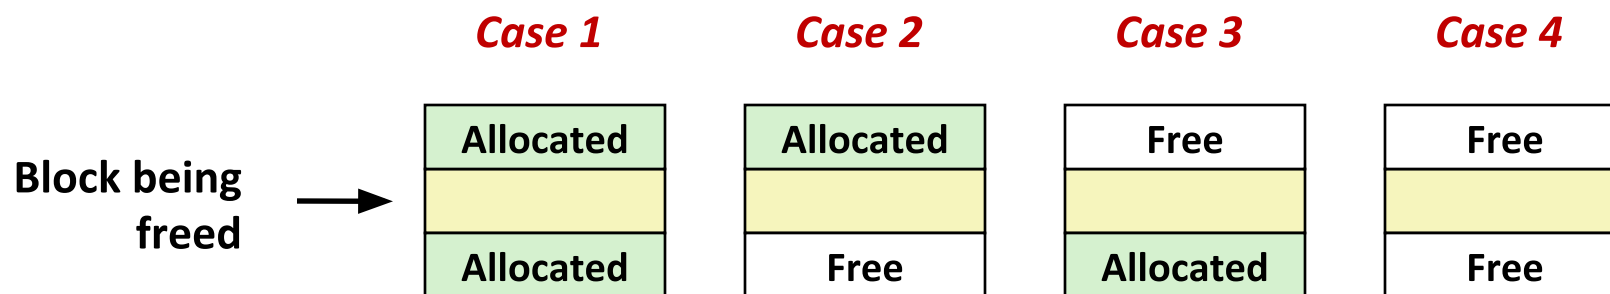 Case 1 Case 2 Case 3 Case 4
Allocated Allocated Free Free
Block being
freed
Allocated Free Allocated Free